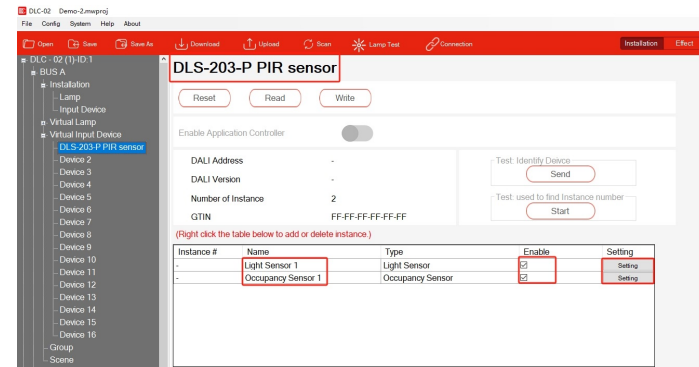 DLC-02 Demo-2.mwproj
File Config System Help About
Open Save Save As Download Upload Scan Lamp Test Connection Installation Effect
DLC - 02 (1)-ID:1
BUS A
Installation
Lamp
Input Device
Virtual Lamp
Virtual Input Device
DLS-203-P PIR sensor
Device 2
Device 3
Device 4
Device 5
Device 6
Device 7
Device 8
Device 9
Device 10
Device 11
Device 12
Device 13
Device 14
Device 15
Device 16
Group
Scene
DLS-203-P PIR sensor
Reset Read Write
Enable Application Controller
DALI Address -
DALI Version -
Number of Instance 2
GTIN FF-FF-FF-FF-FF-FF
Test: Identify Deivce
Send
Test: used to find Instance number
Start
(Right click the table below to add or delete instance.)
Instance # Name Type Enable Setting
- Light Sensor 1 Light Sensor Setting
- Occupancy Sensor 1 Occupancy Sensor Setting